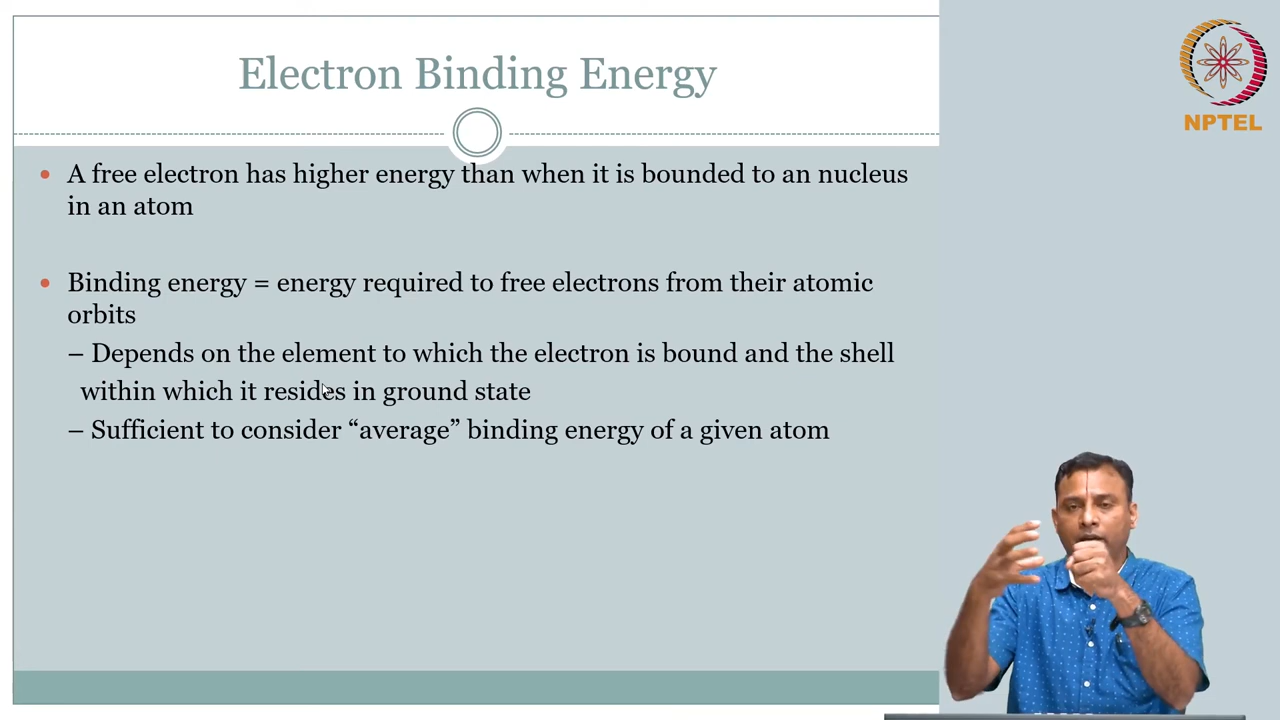 Electron Binding Energy
NPTEL
• A free electron has higher energy than when it is bounded to an nucleus
in an atom
• Binding energy = energy required to free electrons from their atomic
orbits
– Depends on the element to which the electron is bound and the shell
within which it resides in ground state
– Sufficient to consider “average” binding energy of a given atom